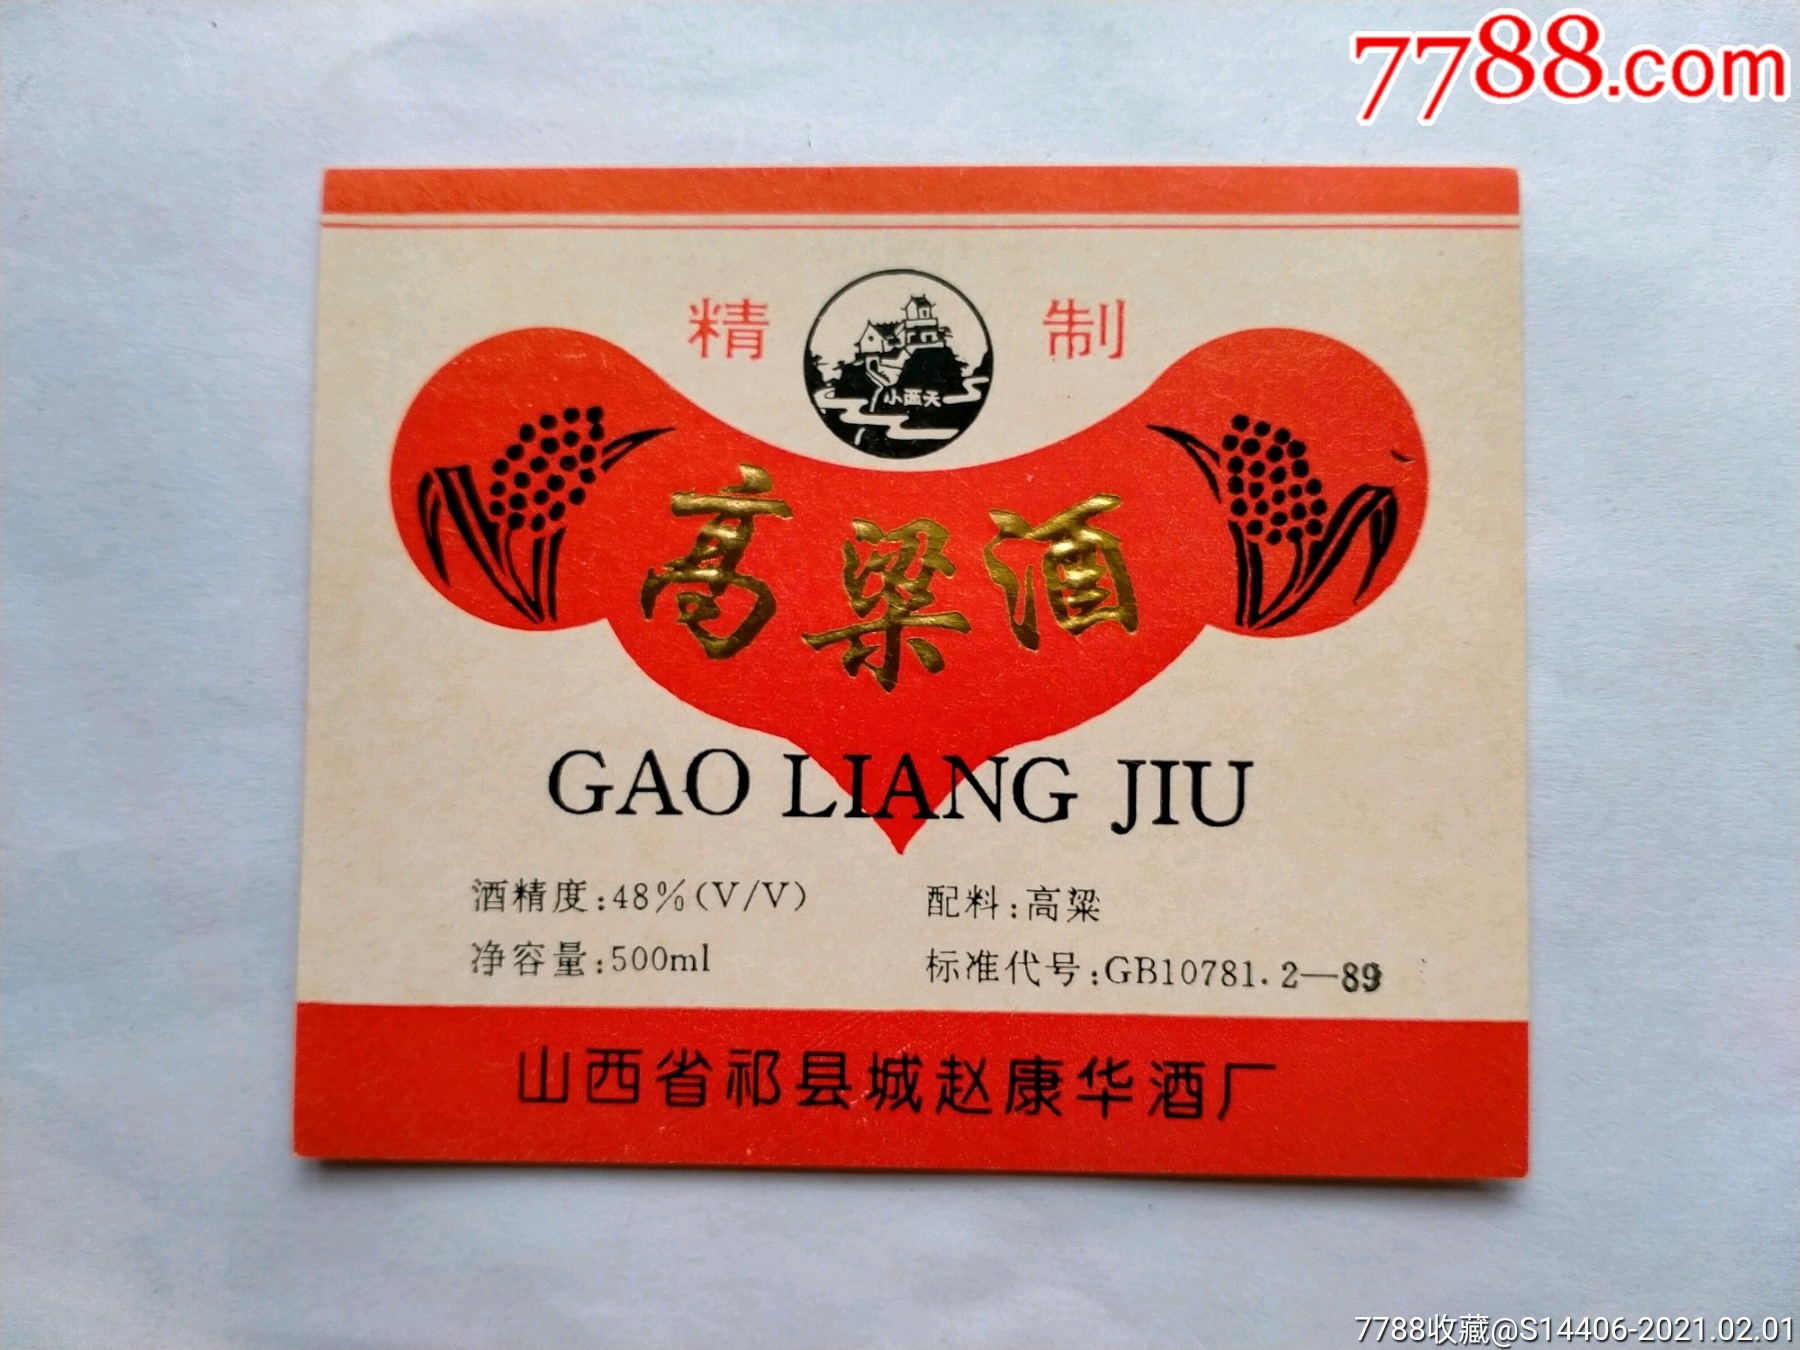 7788.com
精 制
小西天
高粱酒
GAO LIANG JIU
酒精度:48%(V/V)
配料:高粱
净容量:500ml
标准代号:GB10781.2—89
山西省祁县城赵康华酒厂
7788收藏@S14406-2021.02.01